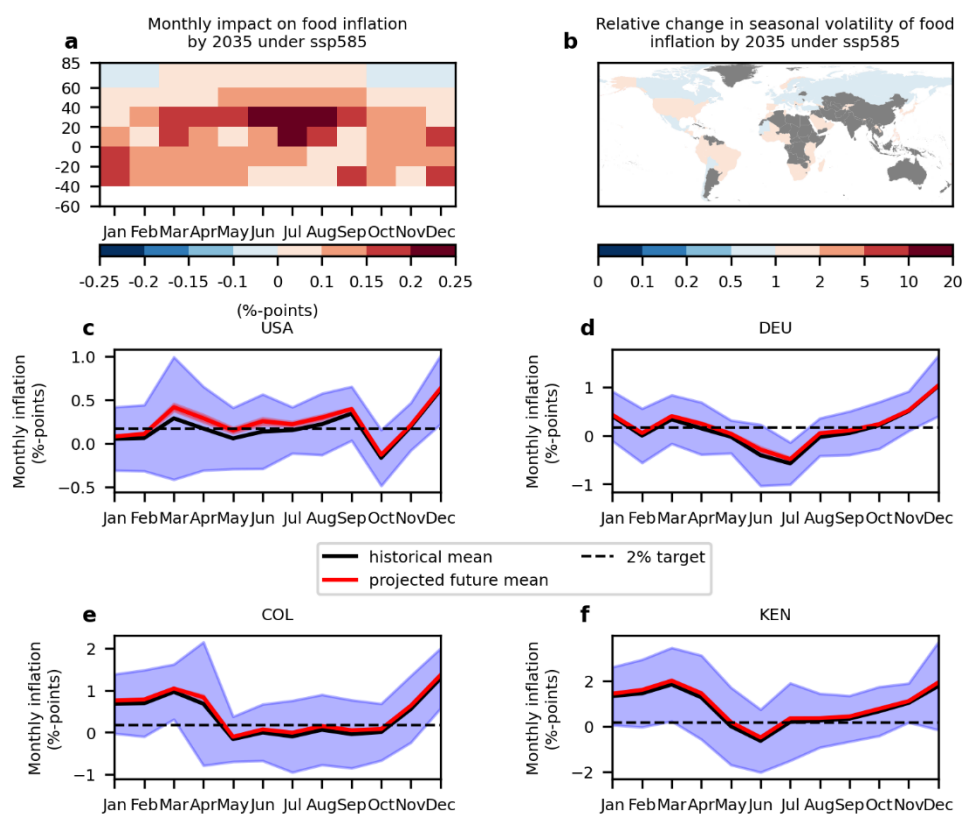 Monthly impact on food inflation
by 2035 under ssp585
a
85
60
40
20
0
-20
-40
-60
Jan Feb Mar Apr May Jun Jul Aug Sep Oct Nov Dec
-0.25 -0.2 -0.15 -0.1 0 0.1 0.15 0.2 0.25
(%-points)
Relative change in seasonal volatility of food
inflation by 2035 under ssp585
b
0 0.1 0.2 0.5 1 2 5 10 20
c
USA
Monthly inflation
(%-points)
1.0
0.5
0.0
−0.5
Jan Feb Mar Apr May Jun Jul Aug Sep Oct Nov Dec
d
DEU
Monthly inflation
(%-points)
1
0
−1
Jan Feb Mar Apr May Jun Jul Aug Sep Oct Nov Dec
historical mean
projected future mean
2% target
e
COL
Monthly inflation
(%-points)
2
1
0
−1
Jan Feb Mar Apr May Jun Jul Aug Sep Oct Nov Dec
f
KEN
Monthly inflation
(%-points)
2
0
−2
Jan Feb Mar Apr May Jun Jul Aug Sep Oct Nov Dec